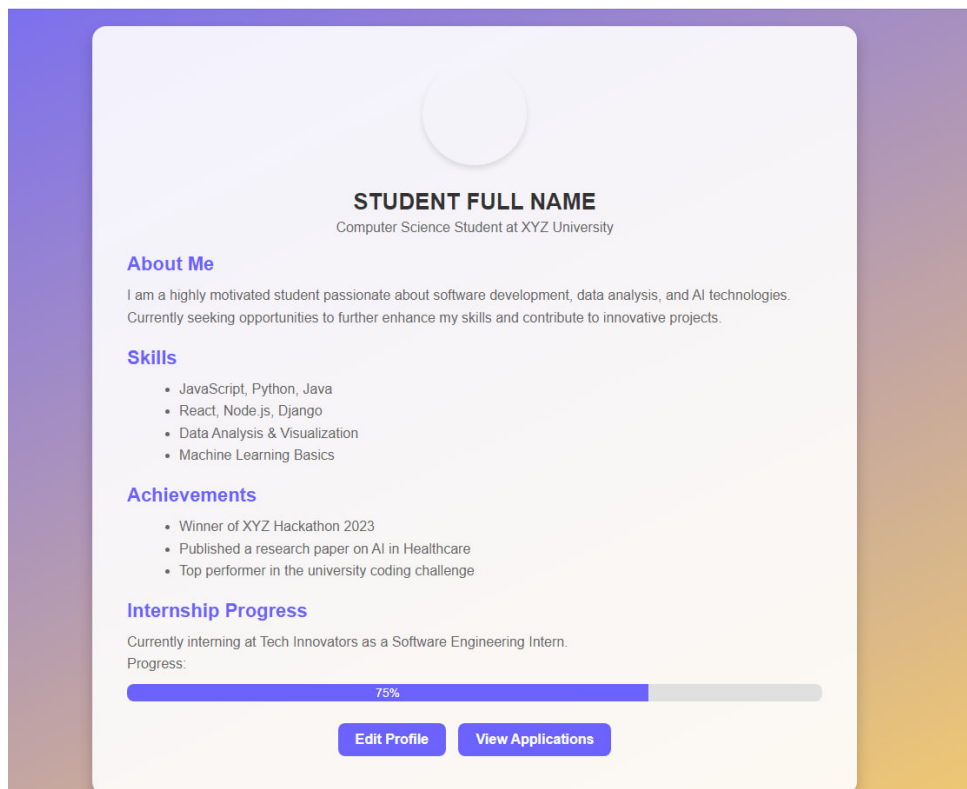 STUDENT FULL NAME
Computer Science Student at XYZ University
About Me
I am a highly motivated student passionate about software development, data analysis, and AI technologies.
Currently seeking opportunities to further enhance my skills and contribute to innovative projects.
Skills
• JavaScript, Python, Java
• React, Node.js, Django
• Data Analysis & Visualization
• Machine Learning Basics
Achievements
• Winner of XYZ Hackathon 2023
• Published a research paper on AI in Healthcare
• Top performer in the university coding challenge
Internship Progress
Currently interning at Tech Innovators as a Software Engineering Intern.
Progress:
75%
Edit Profile View Applications